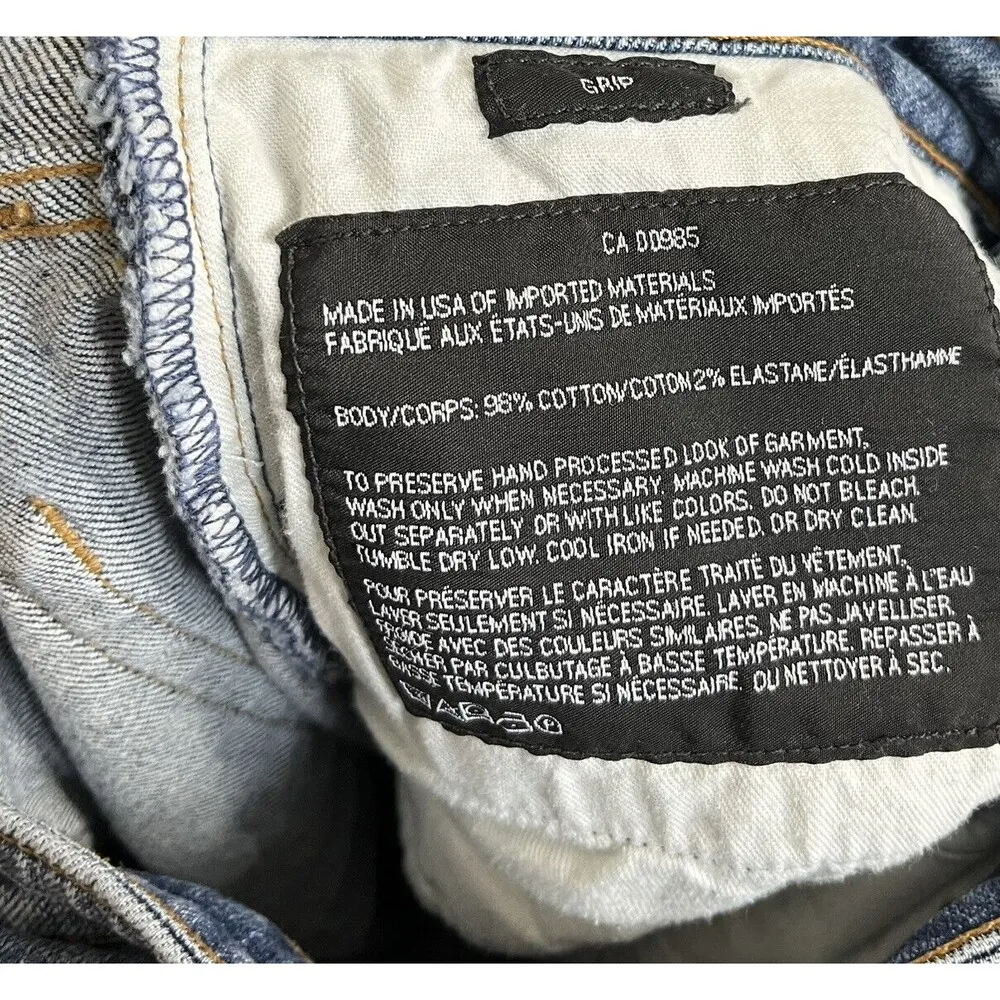 GRIP
CA 00985
MADE IN USA OF IMPORTED MATERIALS
FABRIQUÉ AUX ÉTATS-UNIS DE MATÉRIAUX IMPORTÉS
BODY/CORPS: 98% COTTON/COTON 2% ELASTANE/ÉLASTHANNE
TO PRESERVE HAND PROCESSED LOOK OF GARMENT,
WASH ONLY WHEN NECESSARY. MACHINE WASH COLD INSIDE
OUT SEPARATELY OR WITH LIKE COLORS. DO NOT BLEACH.
TUMBLE DRY LOW. COOL IRON IF NEEDED. OR DRY CLEAN.
POUR PRÉSERVER LE CARACTÈRE TRAITÉ DU VÊTEMENT,
LAVER SEULEMENT SI NÉCESSAIRE. LAVER EN MACHINE À L'EAU
FROIDE AVEC DES COULEURS SIMILAIRES. NE PAS JAVELLISER.
SÉCHER PAR CULBUTAGE À BASSE TEMPÉRATURE. REPASSER À
BASSE TEMPÉRATURE SI NÉCESSAIRE. OU NETTOYER À SEC.